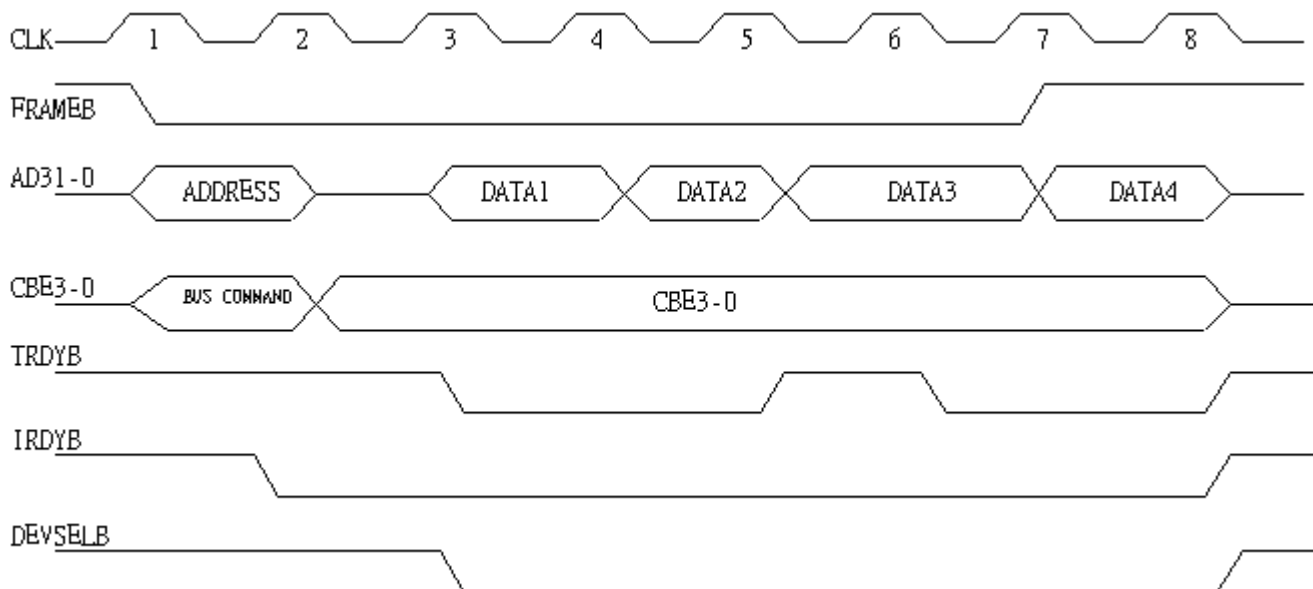 CLK 1 2 3 4 5 6 7 8
FRAMEB
AD31-0 ADDRESS DATA1 DATA2 DATA3 DATA4
CBE3-0 BUS COMMAND CBE3-0
TRDYB
IRDYB
DEVSELB